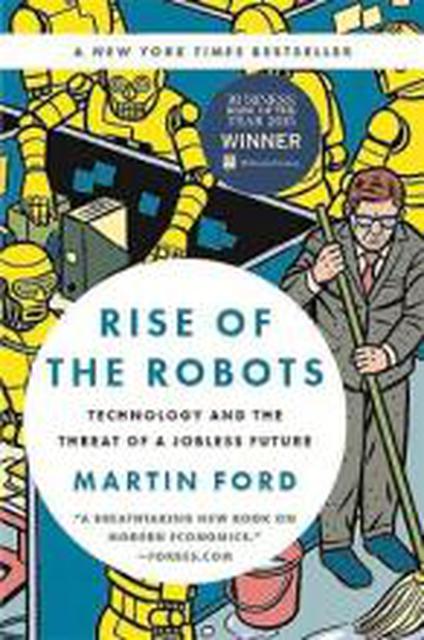 A NEW YORK TIMES BESTSELLER
BUSINESS
BOOK OF THE
YEAR 2015
WINNER
RISE OF
THE ROBOTS
TECHNOLOGY AND THE
THREAT OF A JOBLESS FUTURE
MARTIN FORD
"A BREATHTAKING NEW BOOK ON
MODERN ECONOMICS."
—FORBES.COM